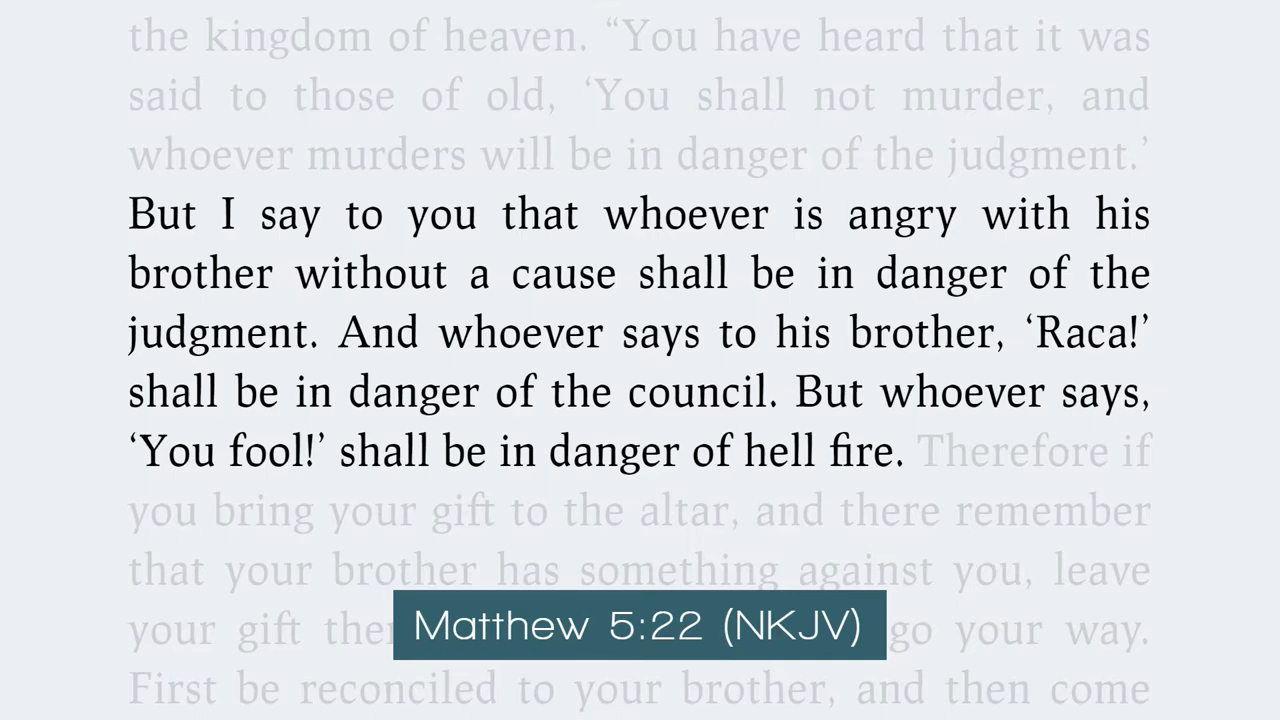 the kingdom of heaven. “You have heard that it was
said to those of old, ‘You shall not murder, and
whoever murders will be in danger of the judgment.’
But I say to you that whoever is angry with his
brother without a cause shall be in danger of the
judgment. And whoever says to his brother, ‘Raca!’
shall be in danger of the council. But whoever says,
‘You fool!’ shall be in danger of hell fire. Therefore if
you bring your gift to the altar, and there remember
that your brother has something against you, leave
your gift go your way.
Matthew 5:22 (NKJV)
First be reconciled to your brother, and then come